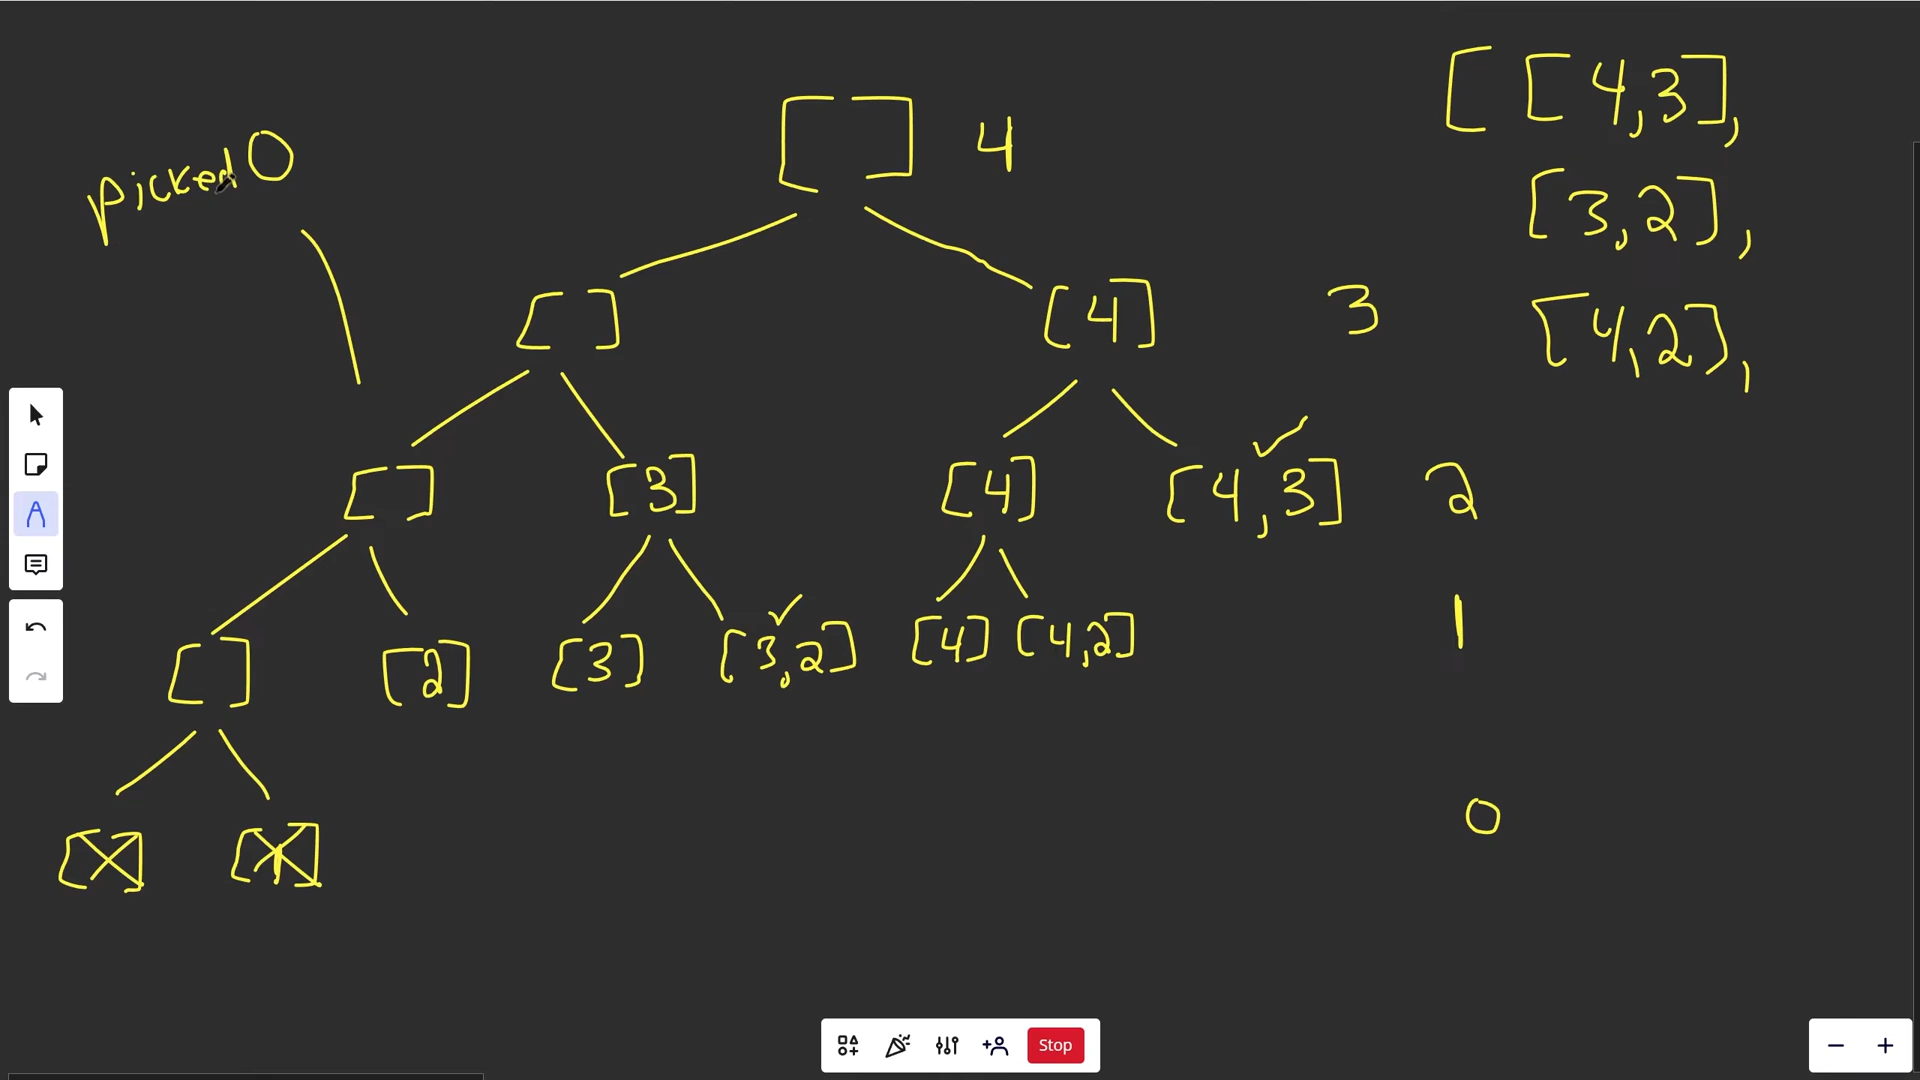 [ [4,3],
[ ] 4
picked 0
[3,2],
[ ] [4] 3
[4,2],
[ ] [3] [4] [4,3] 2
[ ] [2] [3] [3,2] [4] [4,2] 1
[ ] [1] 0
Stop